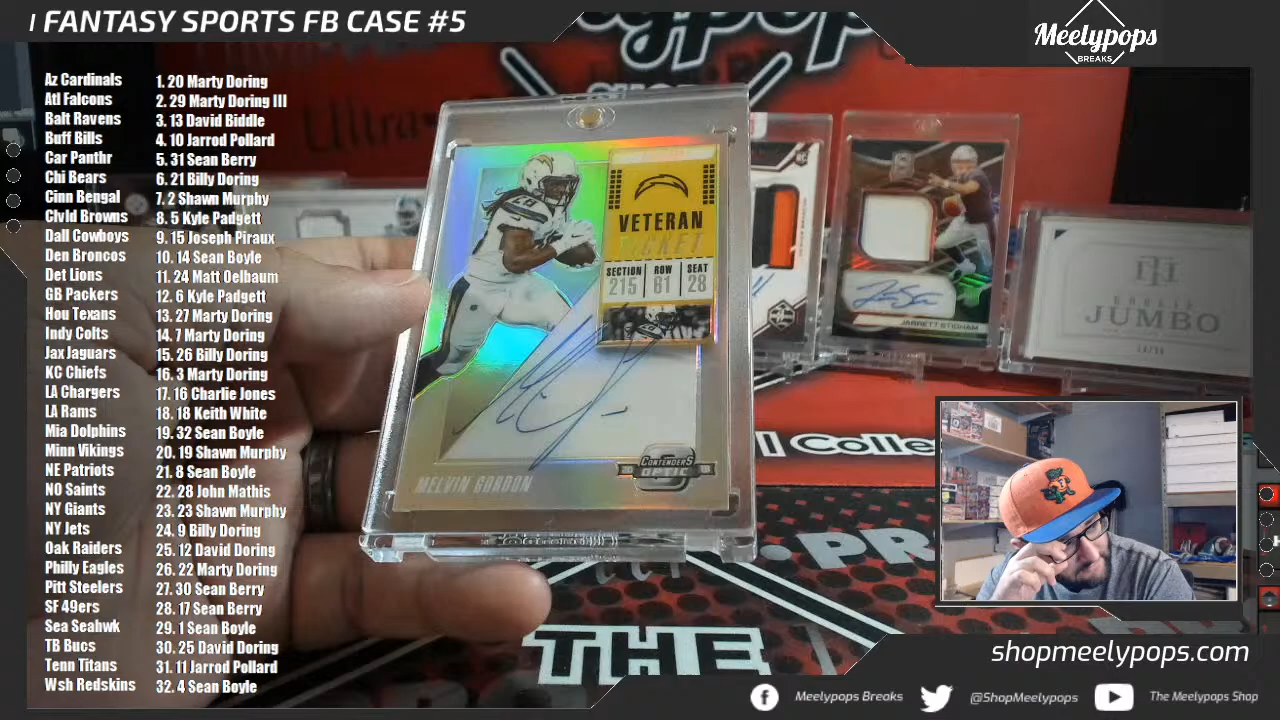 I FANTASY SPORTS FB CASE #5
Meelypops
BREAKS
Az Cardinals 1. 20 Marty Doring
Atl Falcons 2. 29 Marty Doring III
Balt Ravens 3. 13 David Biddle
Buff Bills 4. 10 Jarrod Pollard
Car Panthr 5. 31 Sean Berry
Chi Bears 6. 21 Billy Doring
Cinn Bengal 7. 2 Shawn Murphy
Clvld Browns 8. 5 Kyle Padgett
Dall Cowboys 9. 15 Joseph Piraux
Den Broncos 10. 14 Sean Boyle
Det Lions 11. 24 Matt Oelbaum
GB Packers 12. 6 Kyle Padgett
Hou Texans 13. 27 Marty Doring
Indy Colts 14. 7 Marty Doring
Jax Jaguars 15. 26 Billy Doring
KC Chiefs 16. 3 Marty Doring
LA Chargers 17. 16 Charlie Jones
LA Rams 18. 18 Keith White
Mia Dolphins 19. 32 Sean Boyle
Minn Vikings 20. 19 Shawn Murphy
NE Patriots 21. 8 Sean Boyle
NO Saints 22. 28 John Mathis
NY Giants 23. 23 Shawn Murphy
NY Jets 24. 9 Billy Doring
Oak Raiders 25. 12 David Doring
Philly Eagles 26. 22 Marty Doring
Pitt Steelers 27. 30 Sean Berry
SF 49ers 28. 17 Sean Berry
Sea Seahwk 29. 1 Sean Boyle
TB Bucs 30. 25 David Doring
Tenn Titans 31. 11 Jarrod Pollard
Wsh Redskins 32. 4 Sean Boyle
VETERAN
TICKET
SECTION ROW SEAT
215 61 28
28
CONTENDERS
OPTIC
MELVIN GORDON
RC
JARRETT STIDHAM
JUMBO
THE
shopmeelypops.com
Meelypops Breaks
@ShopMeelypops
The Meelypops Shop